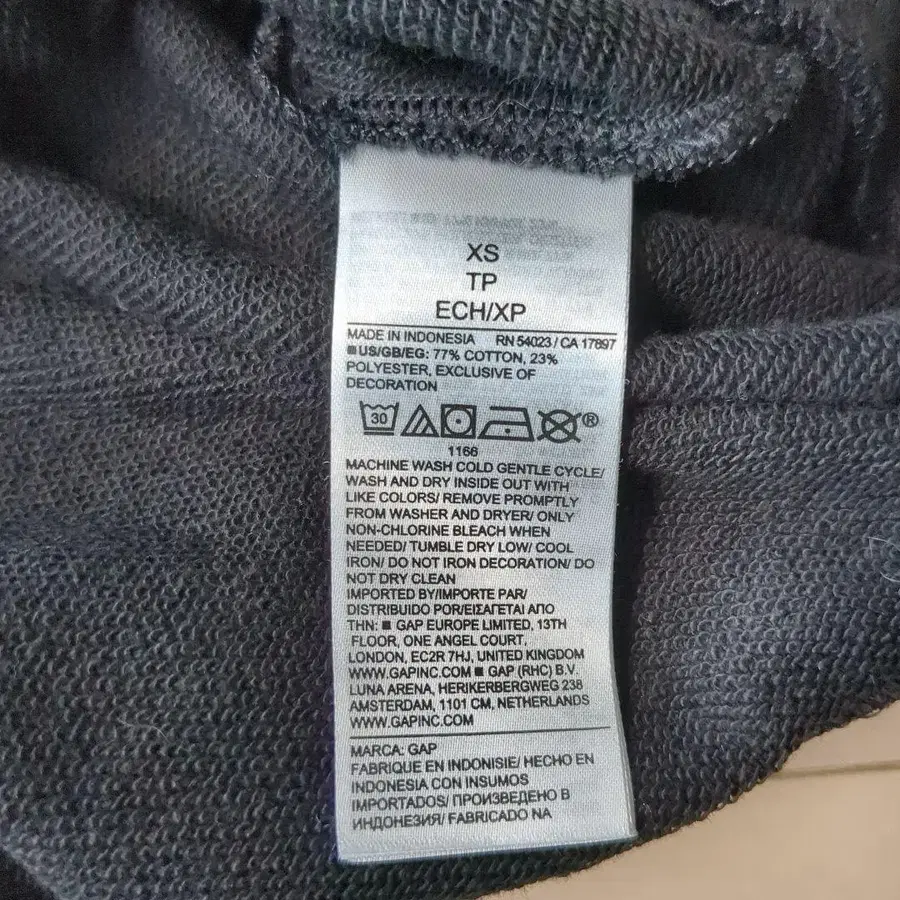 XS
TP
ECH/XP
MADE IN INDONESIA RN 54023 / CA 17897
■US/GB/EG: 77% COTTON, 23%
POLYESTER, EXCLUSIVE OF
DECORATION
30 ®
1166
MACHINE WASH COLD GENTLE CYCLE/
WASH AND DRY INSIDE OUT WITH
LIKE COLORS/ REMOVE PROMPTLY
FROM WASHER AND DRYER/ ONLY
NON-CHLORINE BLEACH WHEN
NEEDED/ TUMBLE DRY LOW/ COOL
IRON/ DO NOT IRON DECORATION/ DO
NOT DRY CLEAN
IMPORTED BY/IMPORTE PAR/
DISTRIBUIDO POR/ΕΙΣΑΓΕΤΑΙ ΑΠΟ
ΤΗΝ: ■ GAP EUROPE LIMITED, 13TH
FLOOR, ONE ANGEL COURT,
LONDON, EC2R 7HJ, UNITED KINGDOM
WWW.GAPINC.COM ■ GAP (RHC) B.V.
LUNA ARENA, HERIKERBERGWEG 238
AMSTERDAM, 1101 CM, NETHERLANDS
WWW.GAPINC.COM
MARCA: GAP
FABRIQUE EN INDONISIE/ HECHO EN
INDONESIA CON INSUMOS
IMPORTADOS/ ПРОИЗВЕДЕНО В
ИНДОНЕЗИЯ/ FABRICADO NA